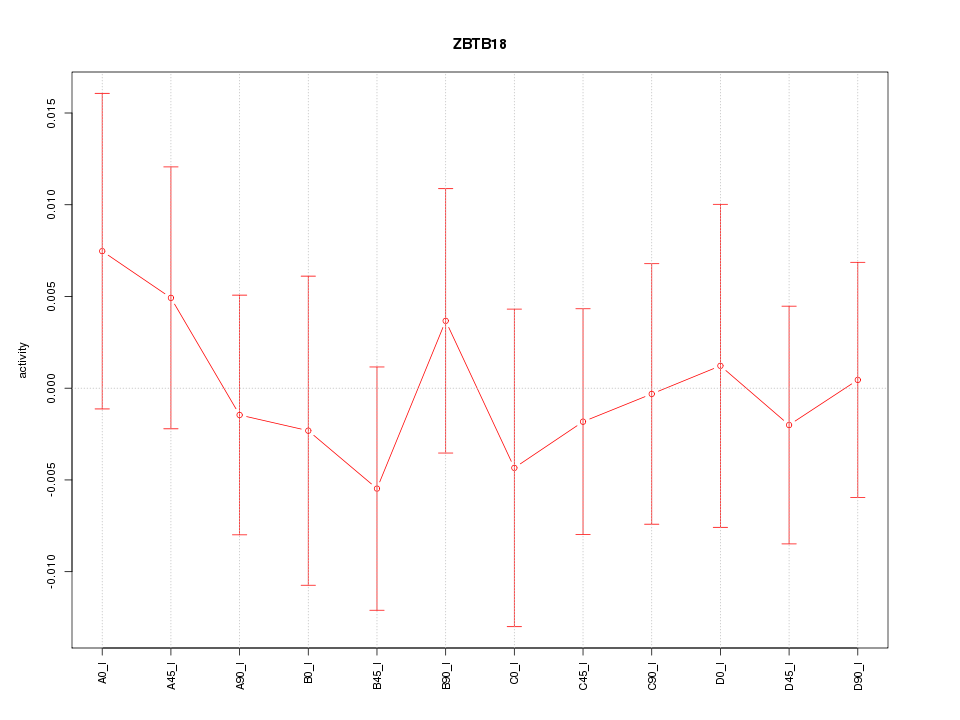 ZBTB18
activity
0.015
0.010
0.005
0.000
-0.005
-0.010
A0_I
A45_I
A90_I
B0_I
B45_I
B90_I
C0_I
C45_I
C90_I
D0_I
D45_I
D90_I